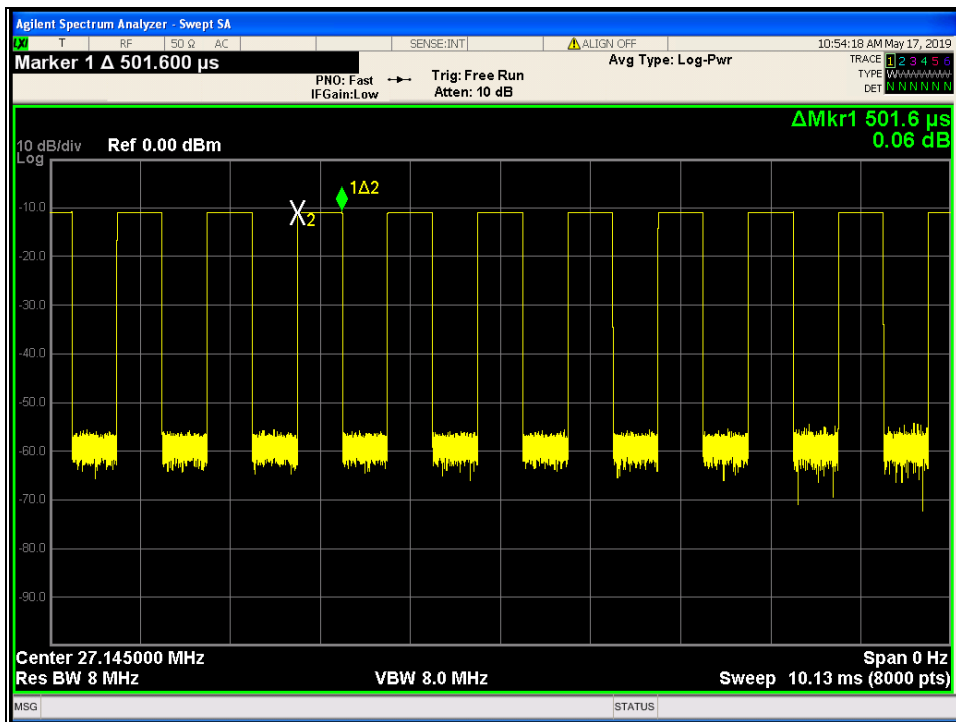 Agilent Spectrum Analyzer - Swept SA
LXI T RF 50 Ω AC SENSE:INT ALIGN OFF 10:54:18 AM May 17, 2019
Marker 1 Δ 501.600 µs
PNO: Fast Trig: Free Run Avg Type: Log-Pwr TRACE 1 2 3 4 5 6
IFGain:Low Atten: 10 dB TYPE WWWWWW
DET N N N N N N
ΔMkr1 501.6 µs
0.06 dB
10 dB/div Ref 0.00 dBm
Log
1Δ2
-10.0
X2
-20.0
-30.0
-40.0
-50.0
-60.0
-70.0
-80.0
-90.0
Center 27.145000 MHz Span 0 Hz
Res BW 8 MHz VBW 8.0 MHz Sweep 10.13 ms (8000 pts)
MSG STATUS